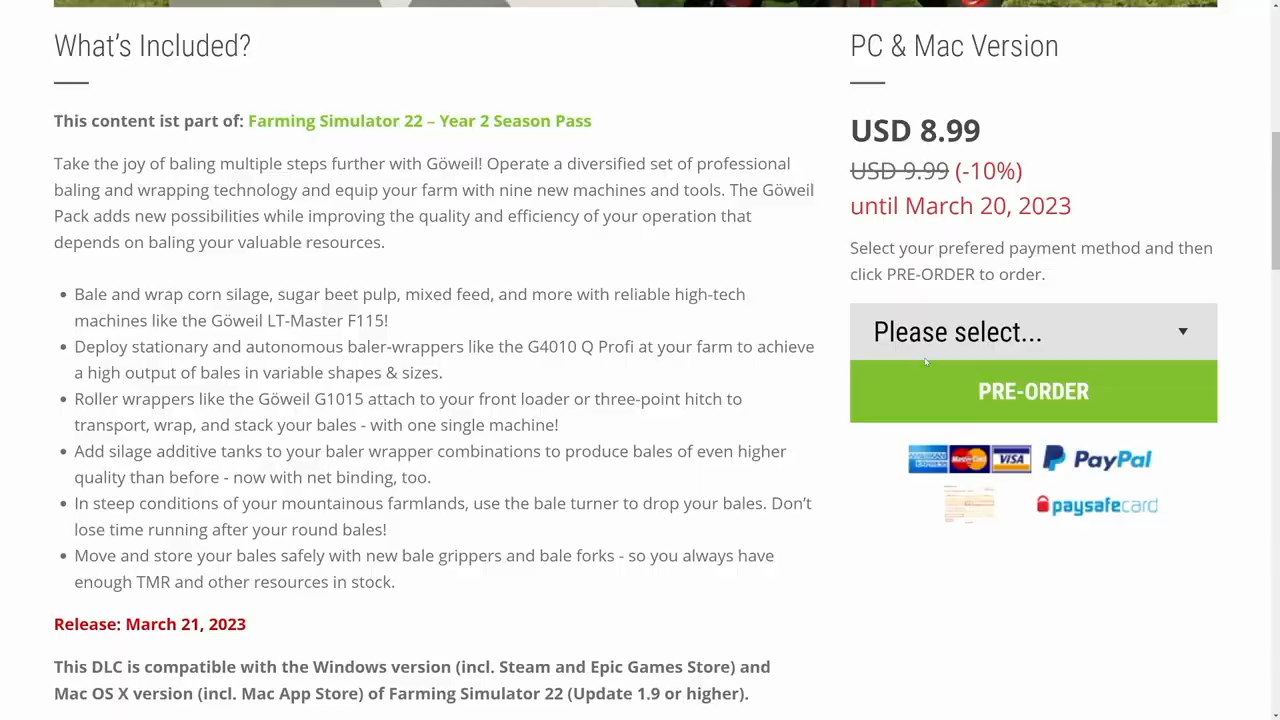 What's Included?
This content ist part of: Farming Simulator 22 – Year 2 Season Pass
Take the joy of baling multiple steps further with Göweil! Operate a diversified set of professional
baling and wrapping technology and equip your farm with nine new machines and tools. The Göweil
Pack adds new possibilities while improving the quality and efficiency of your operation that
depends on baling your valuable resources.
• Bale and wrap corn silage, sugar beet pulp, mixed feed, and more with reliable high-tech
machines like the Göweil LT-Master F115!
• Deploy stationary and autonomous baler-wrappers like the G4010 Q Profi at your farm to achieve
a high output of bales in variable shapes & sizes.
• Roller wrappers like the Göweil G1015 attach to your front loader or three-point hitch to
transport, wrap, and stack your bales - with one single machine!
• Add silage additive tanks to your baler wrapper combinations to produce bales of even higher
quality than before - now with net binding, too.
• In steep conditions of your mountainous farmlands, use the bale turner to drop your bales. Don't
lose time running after your round bales!
• Move and store your bales safely with new bale grippers and bale forks - so you always have
enough TMR and other resources in stock.
Release: March 21, 2023
This DLC is compatible with the Windows version (incl. Steam and Epic Games Store) and
Mac OS X version (incl. Mac App Store) of Farming Simulator 22 (Update 1.9 or higher).
PC & Mac Version
USD 8.99
USD 9.99 (-10%)
until March 20, 2023
Select your prefered payment method and then
click PRE-ORDER to order.
Please select...
PRE-ORDER
AMERICAN EXPRESS MasterCard VISA PayPal
paysafecard